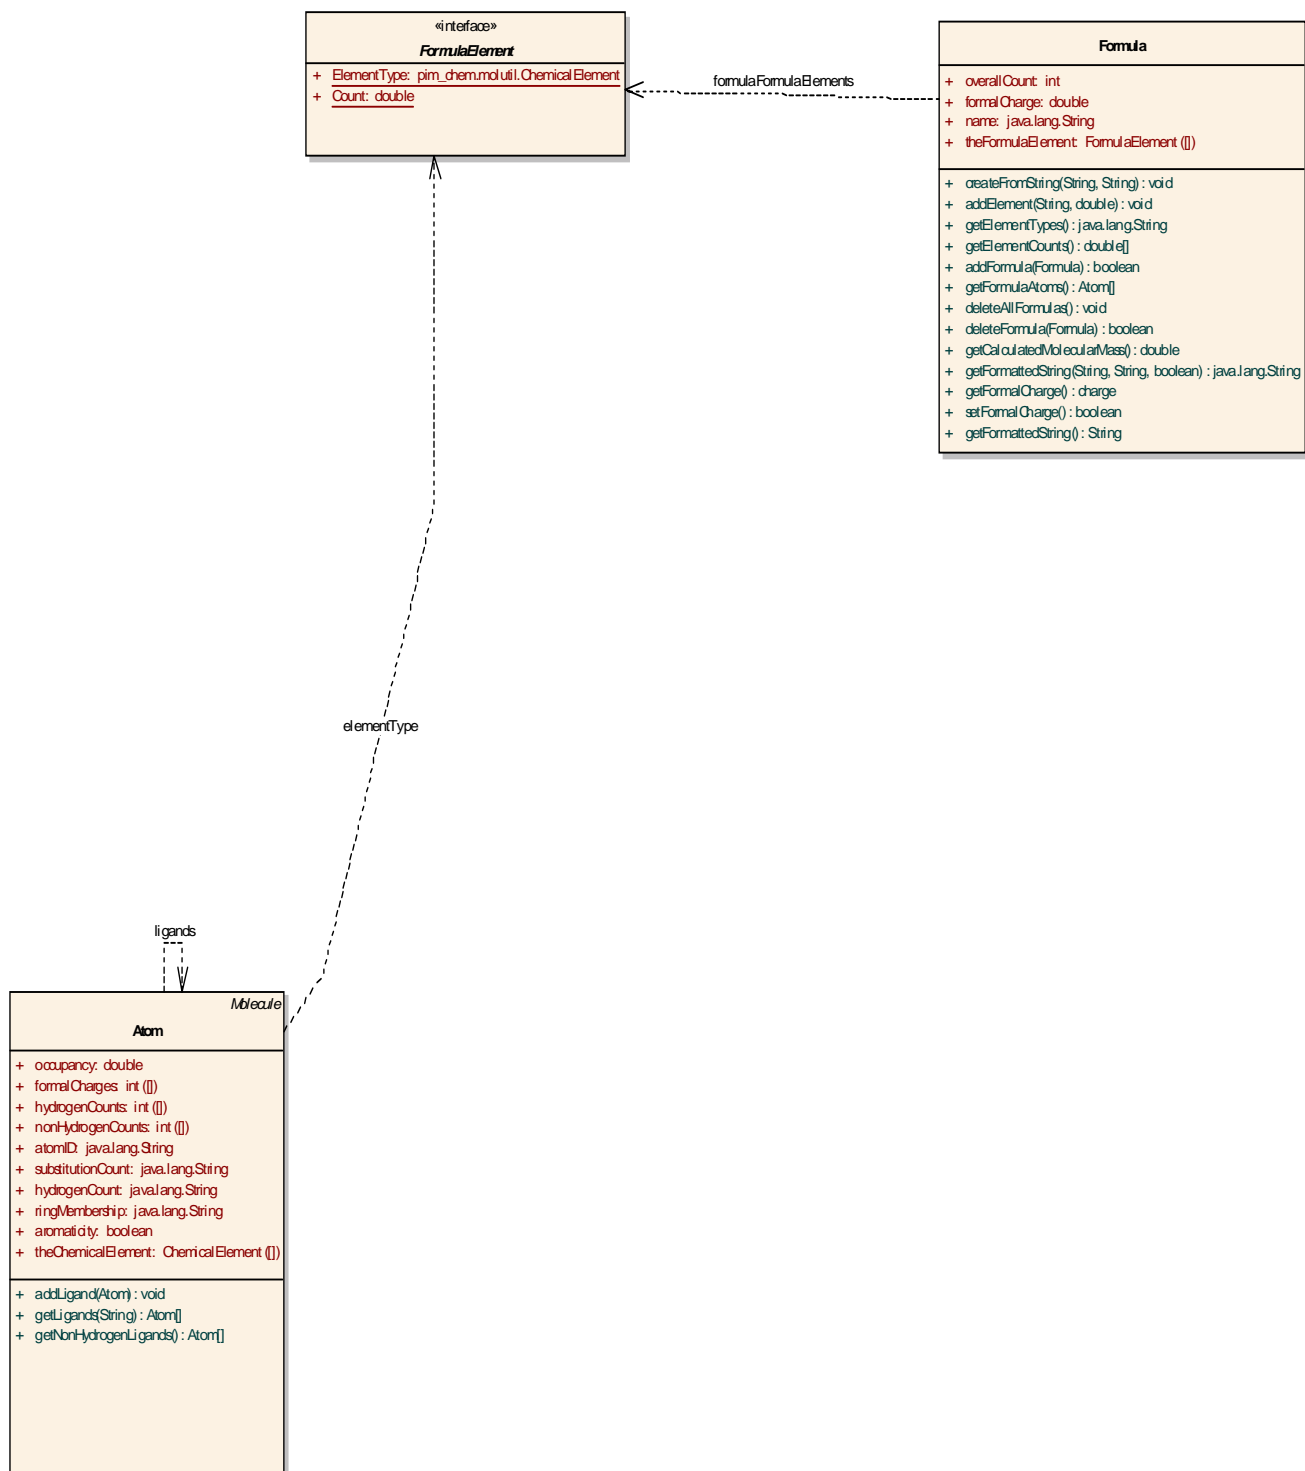 «interface»
FormulaElement
+ ElementType: pim_chem.molutil.ChemicalElement
+ Count: double
formulaFormulaElements
Formula
+ overallCount: int
+ formalCharge: double
+ name: java.lang.String
+ theFormulaElement: FormulaElement ([])
+ createFromString(String, String) : void
+ addElement(String, double) : void
+ getElementTypes() : java.lang.String
+ getElementCounts() : double[]
+ addFormula(Formula) : boolean
+ getFormulaAtoms() : Atom[]
+ deleteAllFormulas() : void
+ deleteFormula(Formula) : boolean
+ getCalculatedMolecularMass() : double
+ getFormattedString(String, String, boolean) : java.lang.String
+ getFormalCharge() : charge
+ setFormalCharge() : boolean
+ getFormattedString() : String
elementType
ligands
Molecule
Atom
+ occupancy: double
+ formalCharges: int ([])
+ hydrogenCounts: int ([])
+ nonHydrogenCounts: int ([])
+ atomID: java.lang.String
+ substitutionCount: java.lang.String
+ hydrogenCount: java.lang.String
+ ringMembership: java.lang.String
+ aromaticity: boolean
+ theChemicalElement: ChemicalElement ([])
+ addLigand(Atom) : void
+ getLigands(String) : Atom[]
+ getNonHydrogenLigands() : Atom[]